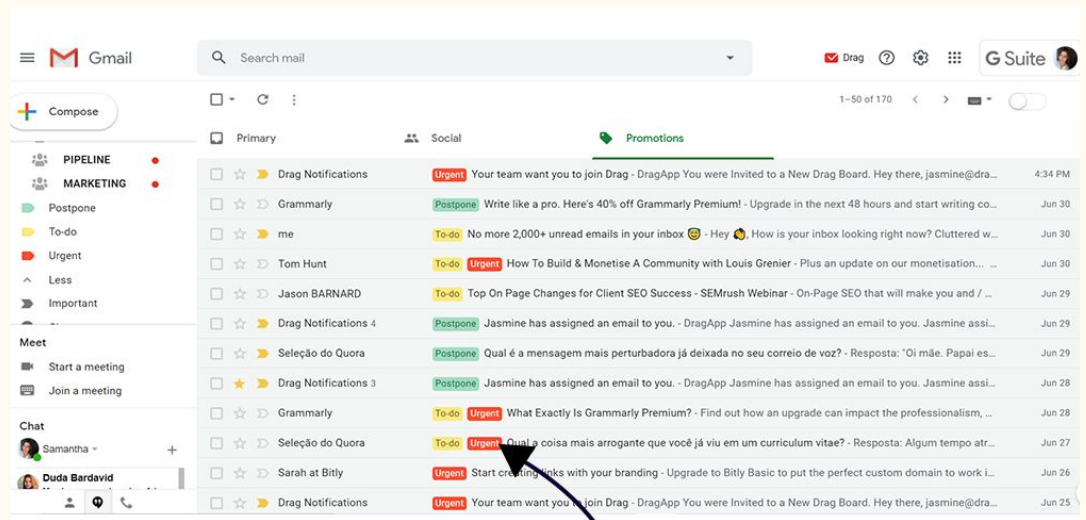 Gmail
Search mail
Drag
G Suite
Compose
1–50 of 170
Primary
Social
Promotions
PIPELINE
MARKETING
Postpone
To-do
Urgent
Less
Important
Meet
Start a meeting
Join a meeting
Chat
Samantha
Duda Bardavid
Drag Notifications Urgent Your team want you to join Drag - DragApp You were Invited to a New Drag Board. Hey there, jasmine@dra... 4:34 PM
Grammarly Postpone Write like a pro. Here's 40% off Grammarly Premium! - Upgrade in the next 48 hours and start writing co... Jun 30
me To-do No more 2,000+ unread emails in your inbox 😇 - Hey 👋, How is your inbox looking right now? Cluttered w... Jun 30
Tom Hunt To-do Urgent How To Build & Monetise A Community with Louis Grenier - Plus an update on our monetisation... ... Jun 30
Jason BARNARD To-do Top On Page Changes for Client SEO Success - SEMrush Webinar - On-Page SEO that will make you and / ... Jun 29
Drag Notifications 4 Postpone Jasmine has assigned an email to you. - DragApp Jasmine has assigned an email to you. Jasmine assi... Jun 29
Seleção do Quora Postpone Qual é a mensagem mais perturbadora já deixada no seu correio de voz? - Resposta: "Oi mãe. Papai es... Jun 29
Drag Notifications 3 Postpone Jasmine has assigned an email to you. - DragApp Jasmine has assigned an email to you. Jasmine assi... Jun 28
Grammarly To-do Urgent What Exactly Is Grammarly Premium? - Find out how an upgrade can impact the professionalism, ... Jun 28
Seleção do Quora To-do Urgent Qual a coisa mais arrogante que você já viu em um curriculum vitae? - Resposta: Algum tempo atr... Jun 27
Sarah at Bitly Urgent Start creating links with your branding - Upgrade to Bitly Basic to put the perfect custom domain to work i... Jun 26
Drag Notifications Urgent Your team want you to join Drag - DragApp You were Invited to a New Drag Board. Hey there, jasmine@dra... Jun 25